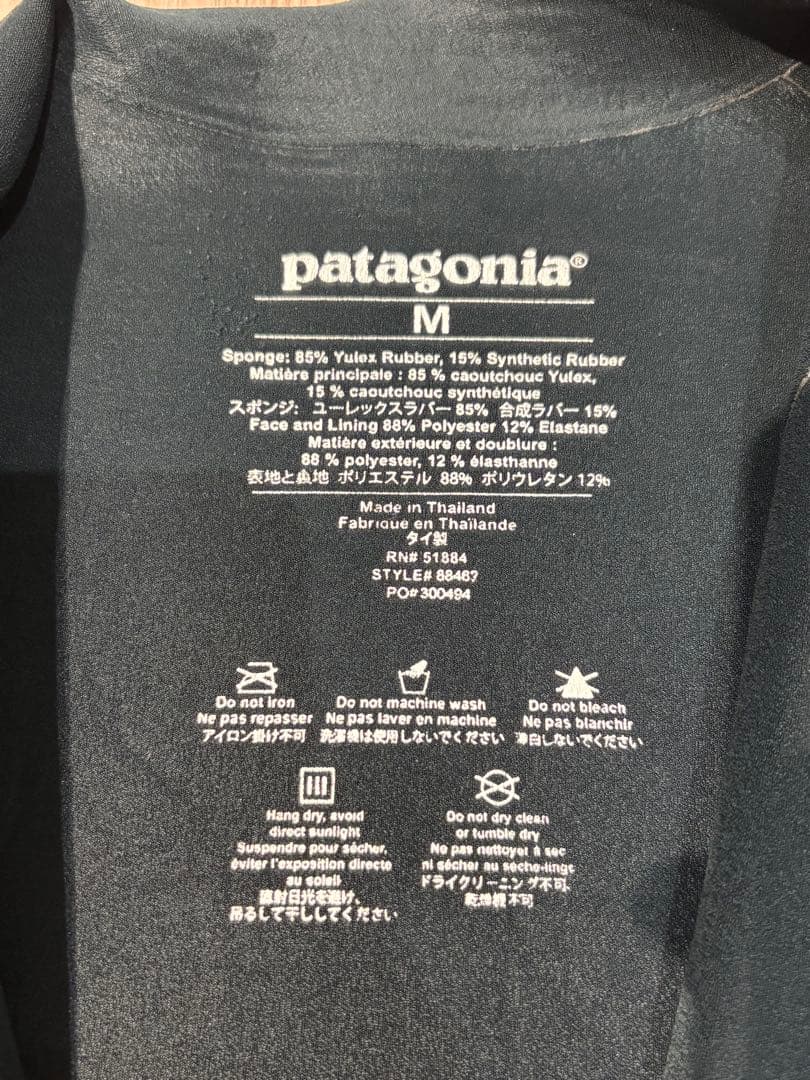 patagonia®
M
Sponge: 85% Yulex Rubber, 15% Synthetic Rubber
Matière principale : 85 % caoutchouc Yulex,
15 % caoutchouc synthétique
スポンジ: ユーレックスラバー 85% 合成ラバー 15%
Face and Lining 88% Polyester 12% Elastane
Matière extérieure et doublure :
88 % polyester, 12 % élasthanne
表地と裏地 ポリエステル 88% ポリウレタン 12%
Made in Thailand
Fabriqué en Thaïlande
タイ製
RN# 51884
STYLE# 88467
PO# 300494
Do not iron Do not machine wash Do not bleach
Ne pas repasser Ne pas laver en machine Ne pas blanchir
アイロン掛け不可 洗濯機は使用しないでください 漂白しないでください
Hang dry, avoid
direct sunlight
Suspendre pour sécher,
éviter l'exposition directe
au soleil
直射日光を避け、
吊るして干ししてください
Do not dry clean
or tumble dry
Ne pas nettoyer à sec
ni sécher au sèche-linge
ドライクリーニング不可、
乾燥機不可